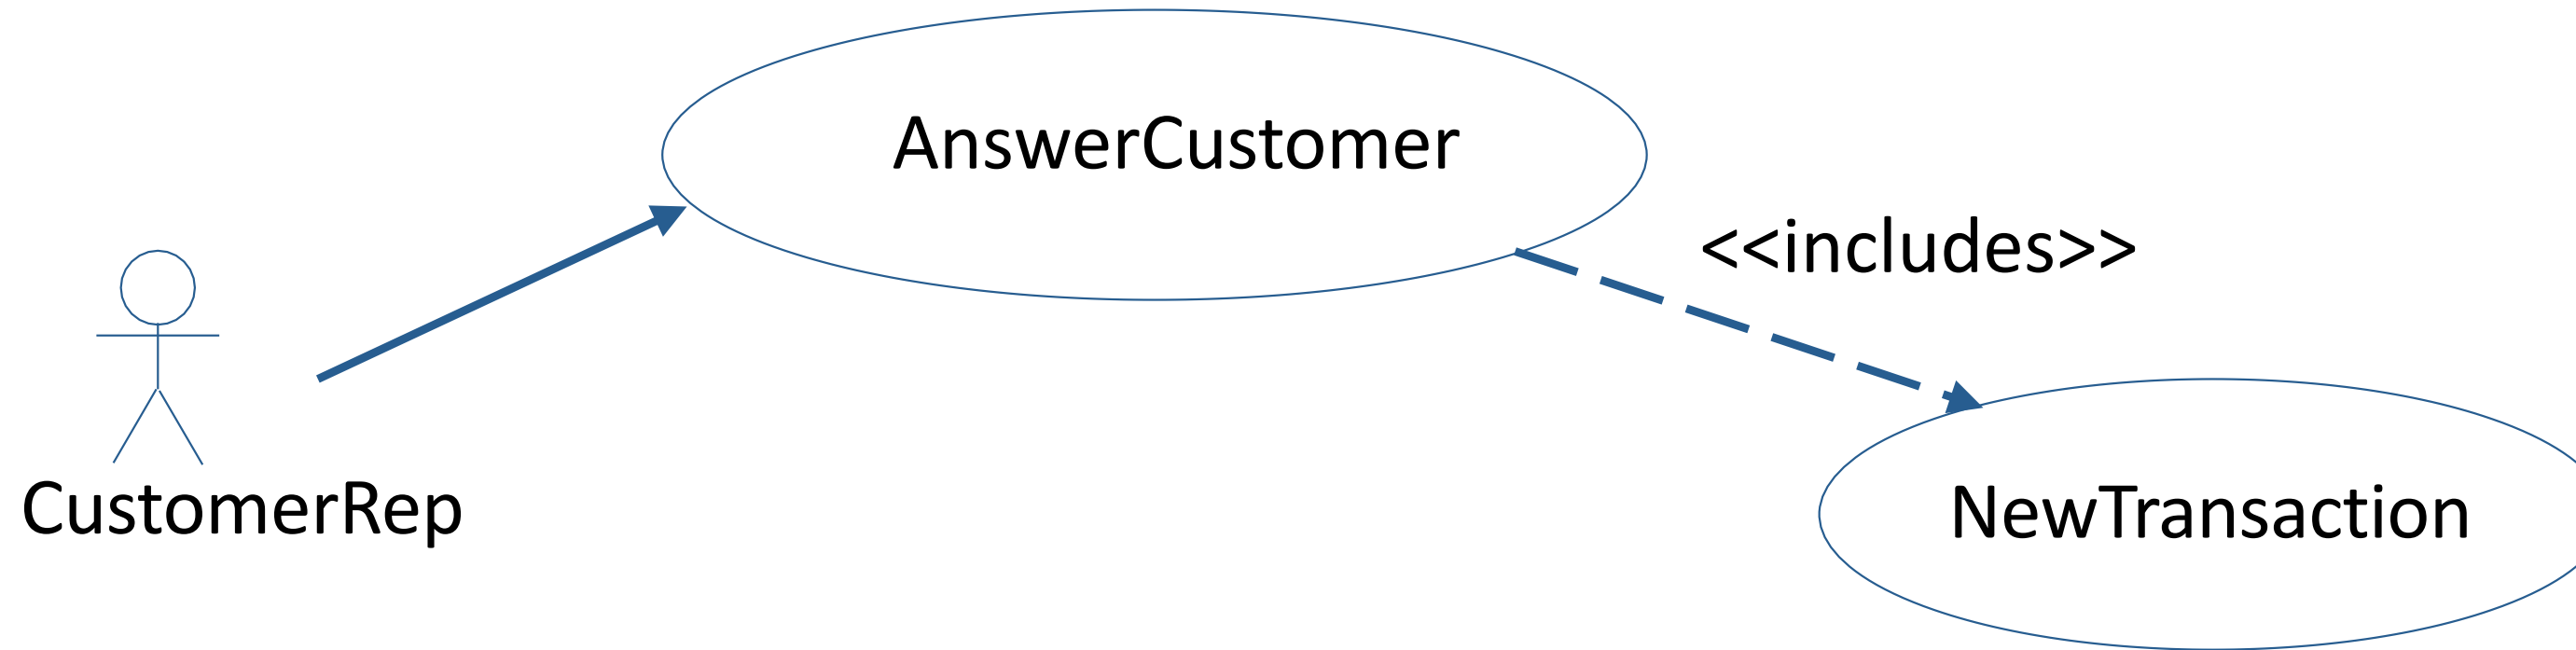 AnswerCustomer
<<includes>>
CustomerRep
NewTransaction